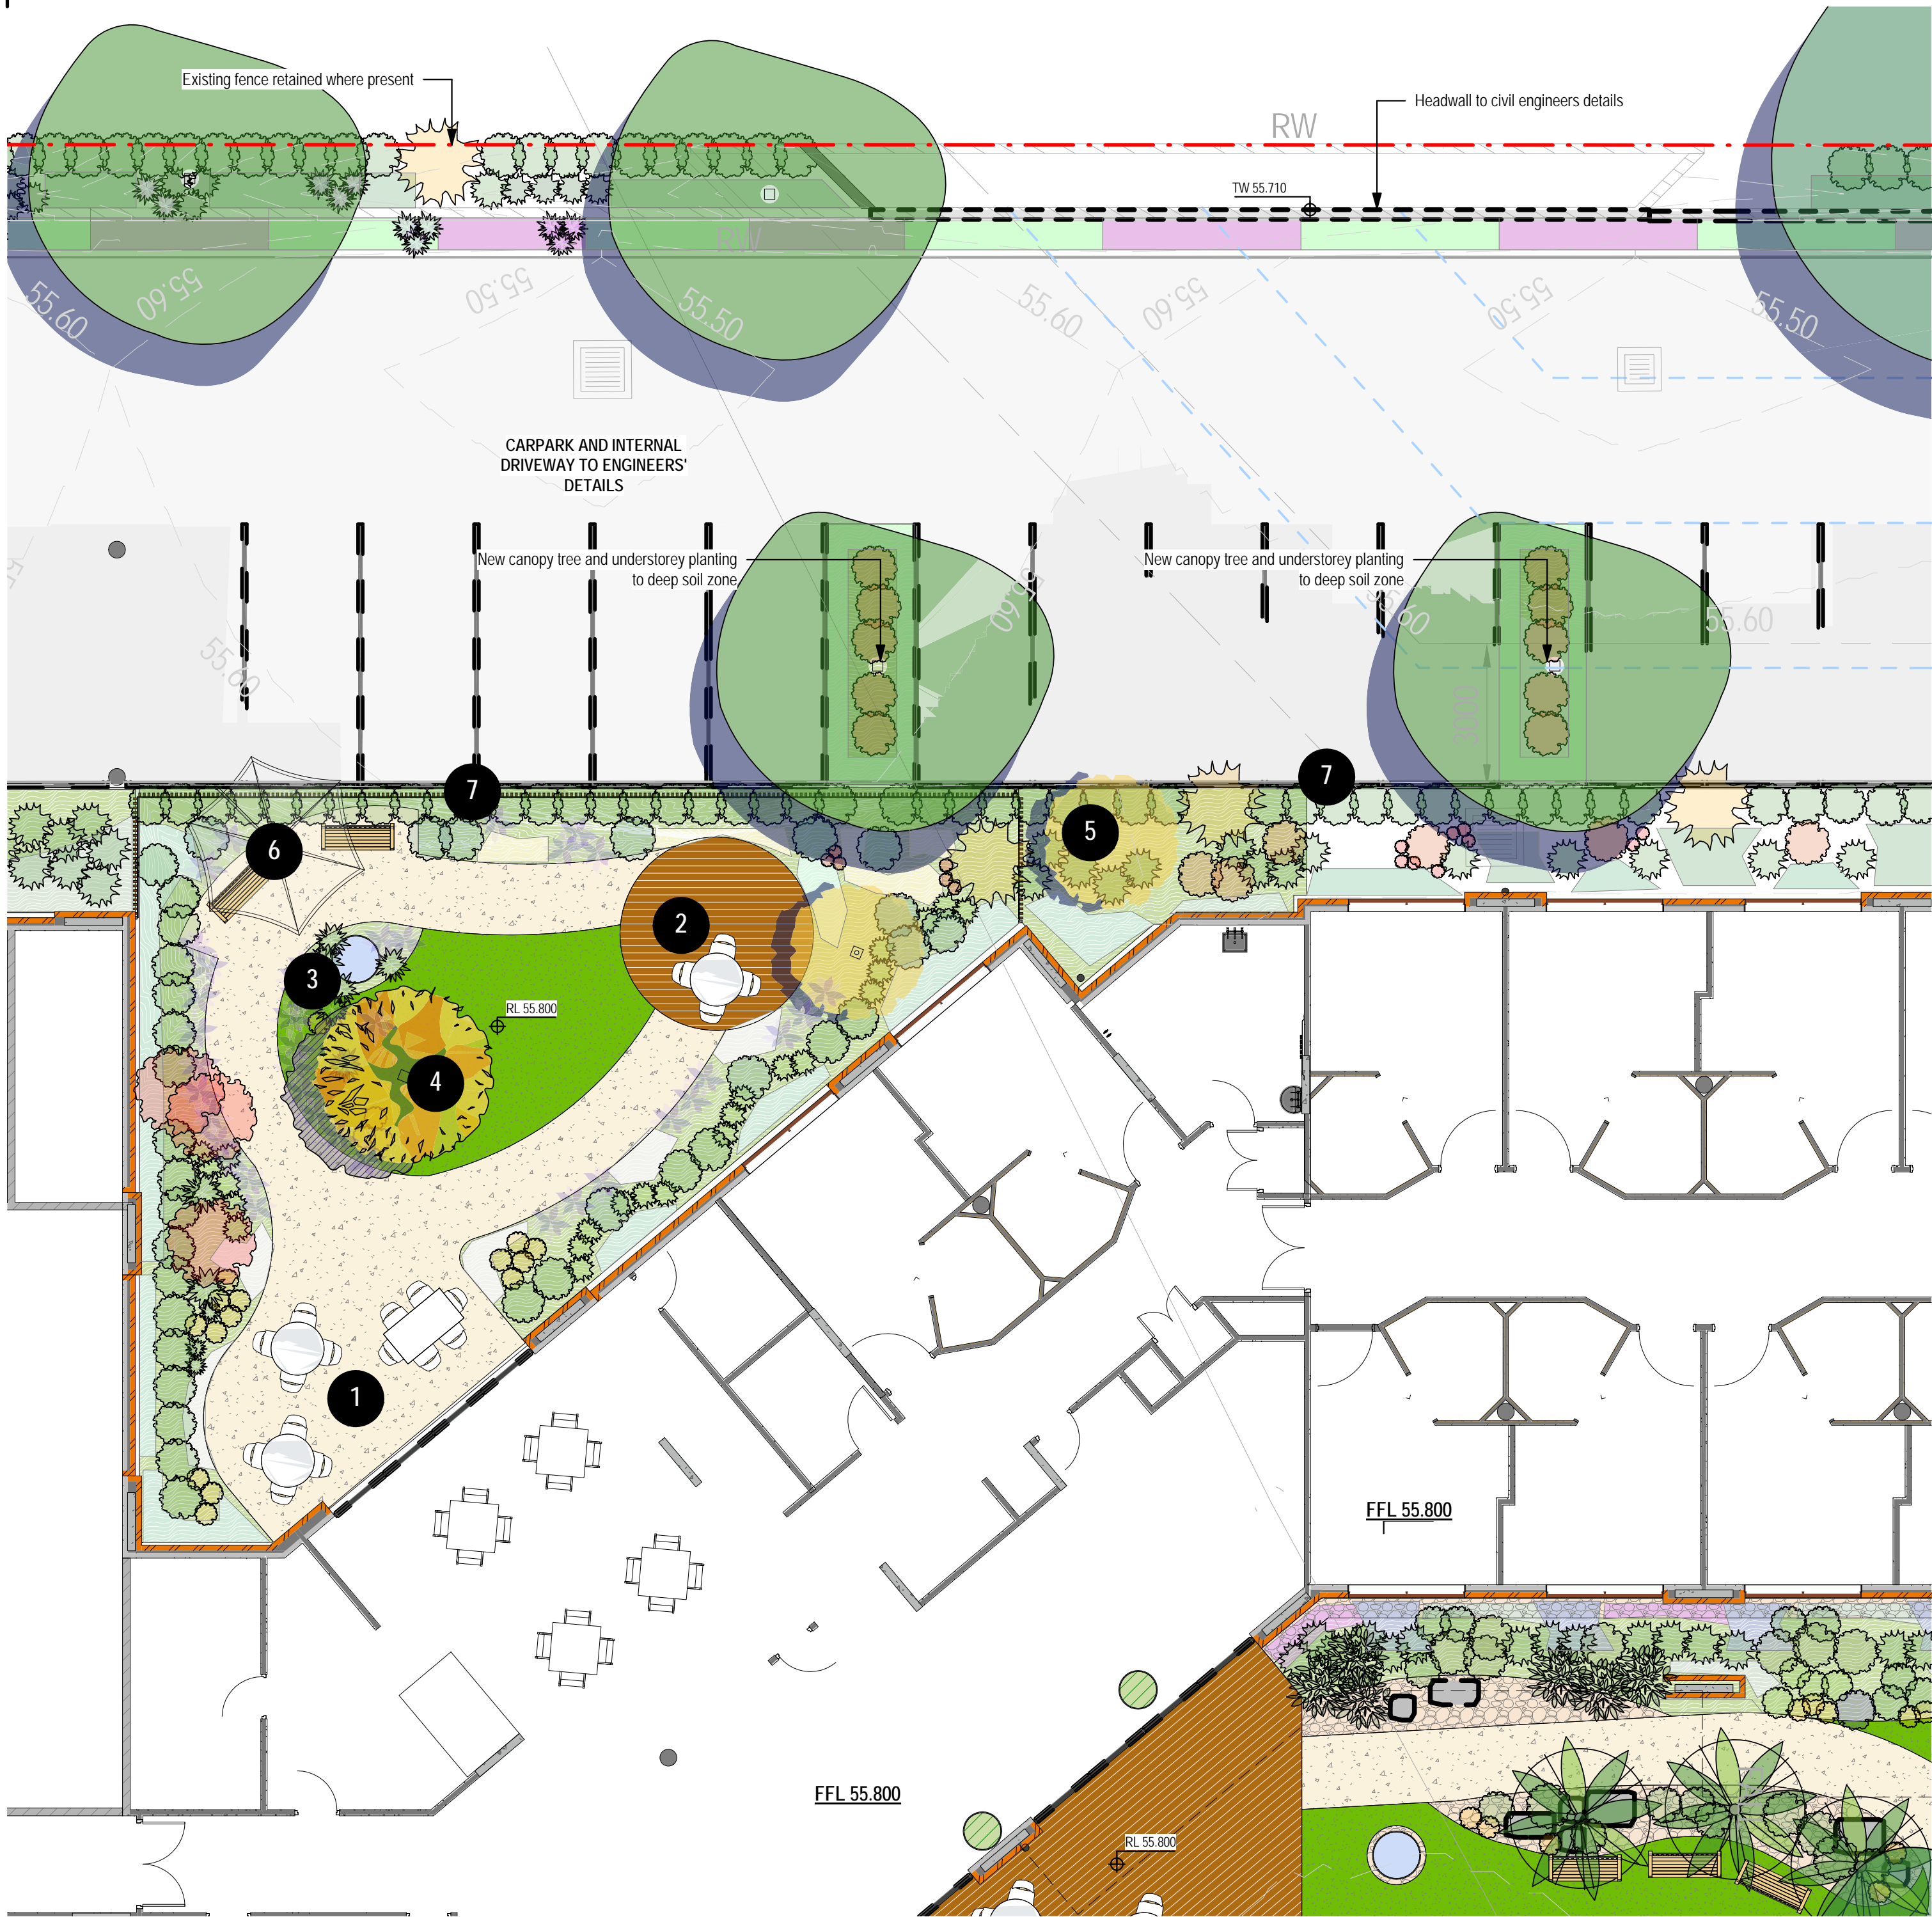 Existing fence retained where present
Headwall to civil engineers details
RW
TW 55.710
RW
55.60
55.60
55.50
55.50
55.60
55.60
55.50
55.50
CARPARK AND INTERNAL
DRIVEWAY TO ENGINEERS'
DETAILS
New canopy tree and understorey planting
to deep soil zone
New canopy tree and understorey planting
to deep soil zone
55.60
55.60
55.60
55.60
3000
7
7
6
5
2
3
RL 55.800
4
1
FFL 55.800
FFL 55.800
RL 55.800